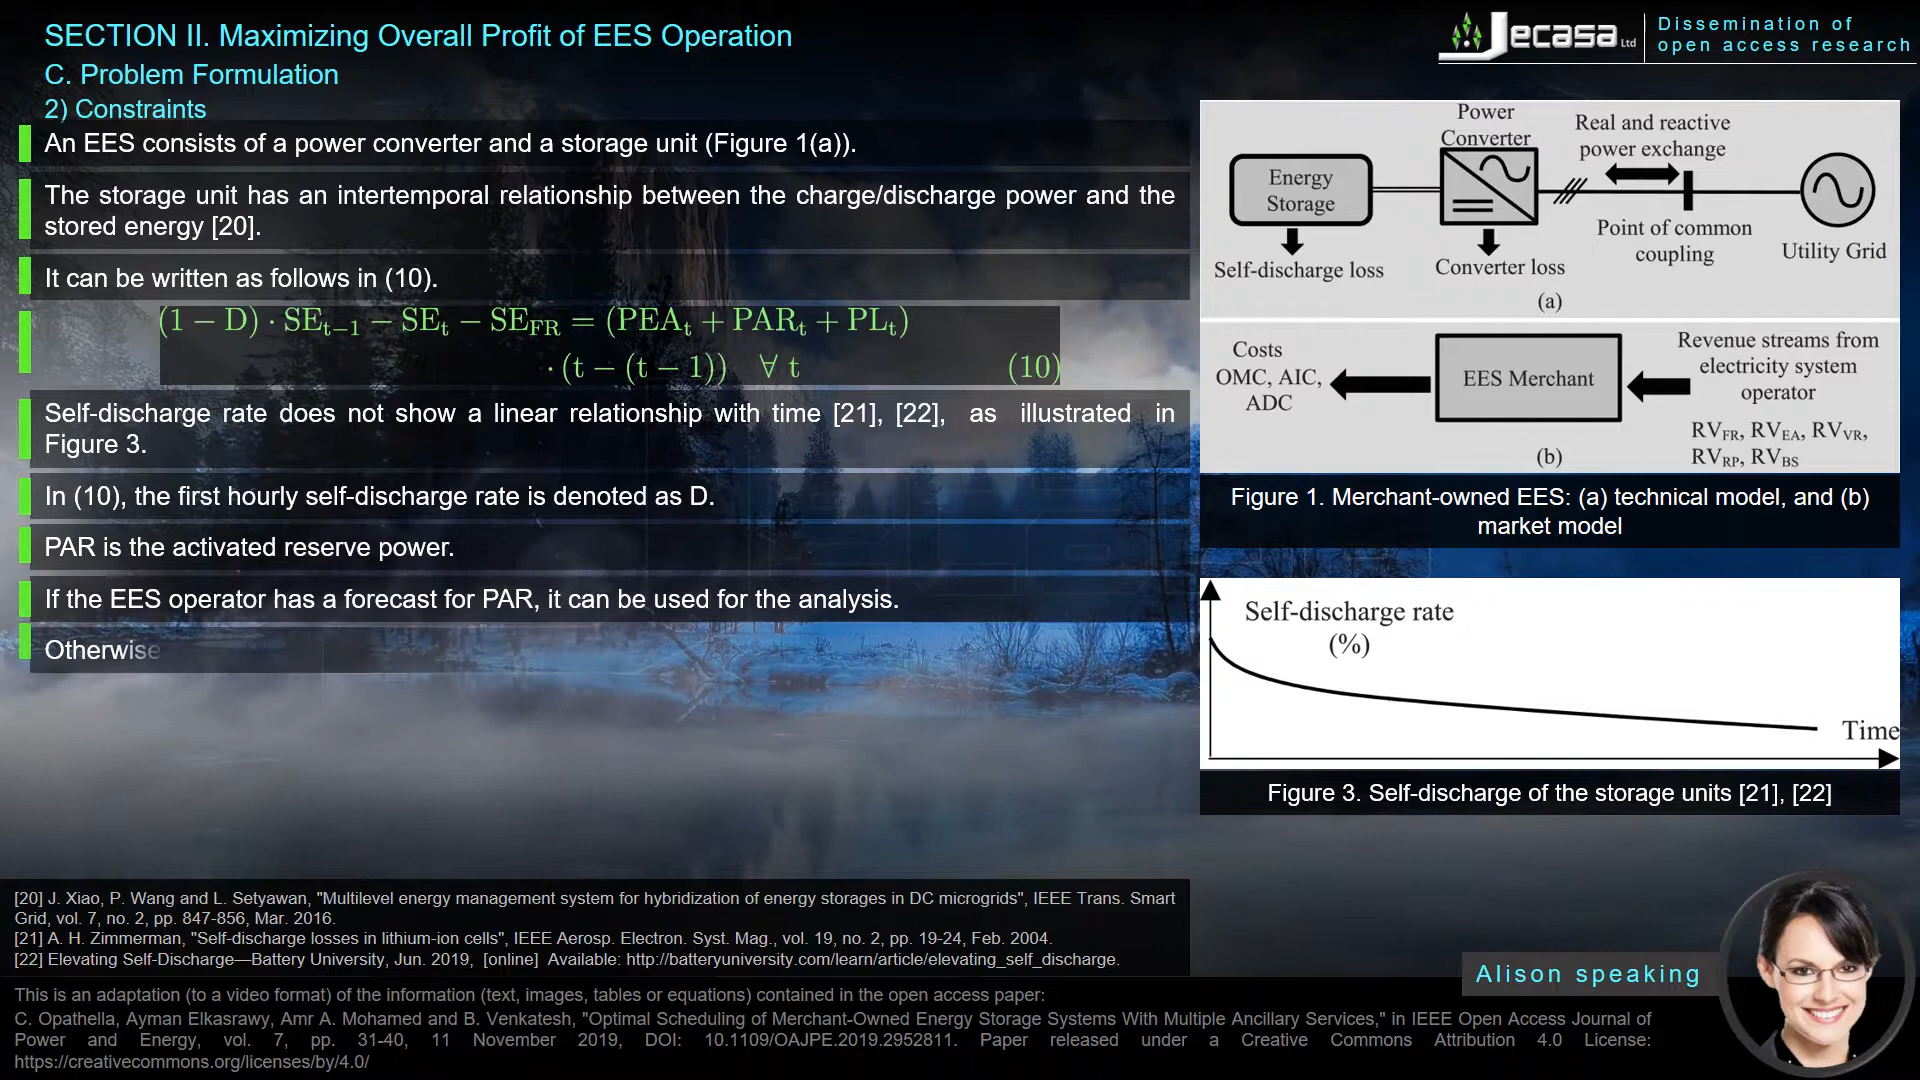 SECTION II. Maximizing Overall Profit of EES Operation
C. Problem Formulation
2) Constraints
An EES consists of a power converter and a storage unit (Figure 1(a)).
The storage unit has an intertemporal relationship between the charge/discharge power and the
stored energy [20].
It can be written as follows in (10).
(1 − D) · SEₜ₋₁ − SEₜ − SE_FR = (PEAₜ + PARₜ + PLₜ)
· (t − (t − 1)) ∀ t (10)
Self-discharge rate does not show a linear relationship with time [21], [22], as illustrated in
Figure 3.
In (10), the first hourly self-discharge rate is denoted as D.
PAR is the activated reserve power.
If the EES operator has a forecast for PAR, it can be used for the analysis.
Otherwise
Jecasa Ltd
Dissemination of
open access research
Power
Converter
Real and reactive
power exchange
Energy
Storage
Point of common
coupling
Utility Grid
Self-discharge loss
Converter loss
(a)
Costs
OMC, AIC,
ADC
EES Merchant
Revenue streams from
electricity system
operator
RV_FR, RV_EA, RV_VR,
RV_RP, RV_BS
(b)
Figure 1. Merchant-owned EES: (a) technical model, and (b)
market model
Self-discharge rate
(%)
Time
Figure 3. Self-discharge of the storage units [21], [22]
[20] J. Xiao, P. Wang and L. Setyawan, "Multilevel energy management system for hybridization of energy storages in DC microgrids", IEEE Trans. Smart
Grid, vol. 7, no. 2, pp. 847-856, Mar. 2016.
[21] A. H. Zimmerman, "Self-discharge losses in lithium-ion cells", IEEE Aerosp. Electron. Syst. Mag., vol. 19, no. 2, pp. 19-24, Feb. 2004.
[22] Elevating Self-Discharge—Battery University, Jun. 2019, [online] Available: http://batteryuniversity.com/learn/article/elevating_self_discharge.
Alison speaking
This is an adaptation (to a video format) of the information (text, images, tables or equations) contained in the open access paper:
C. Opathella, Ayman Elkasrawy, Amr A. Mohamed and B. Venkatesh, "Optimal Scheduling of Merchant-Owned Energy Storage Systems With Multiple Ancillary Services," in IEEE Open Access Journal of
Power and Energy, vol. 7, pp. 31-40, 11 November 2019, DOI: 10.1109/OAJPE.2019.2952811. Paper released under a Creative Commons Attribution 4.0 License:
https://creativecommons.org/licenses/by/4.0/